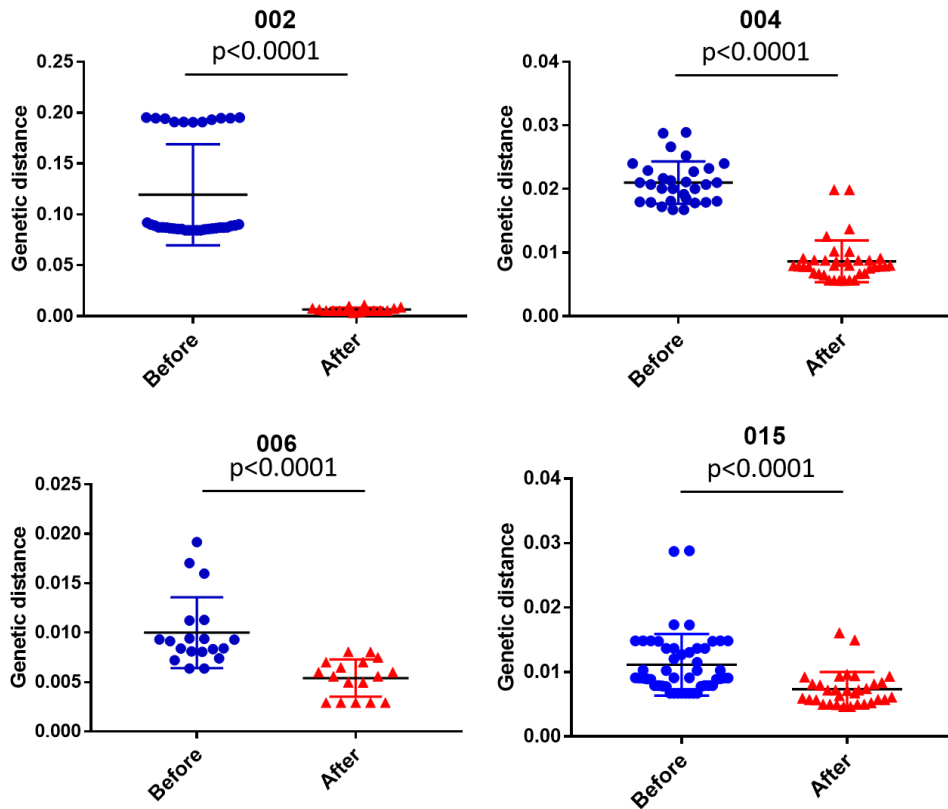 002
p<0.0001
Genetic distance
0.25
0.20
0.15
0.10
0.05
0.00
Before
After
004
p<0.0001
Genetic distance
0.04
0.03
0.02
0.01
0.00
Before
After
006
p<0.0001
Genetic distance
0.025
0.020
0.015
0.010
0.005
0.000
Before
After
015
p<0.0001
Genetic distance
0.04
0.03
0.02
0.01
0.00
Before
After